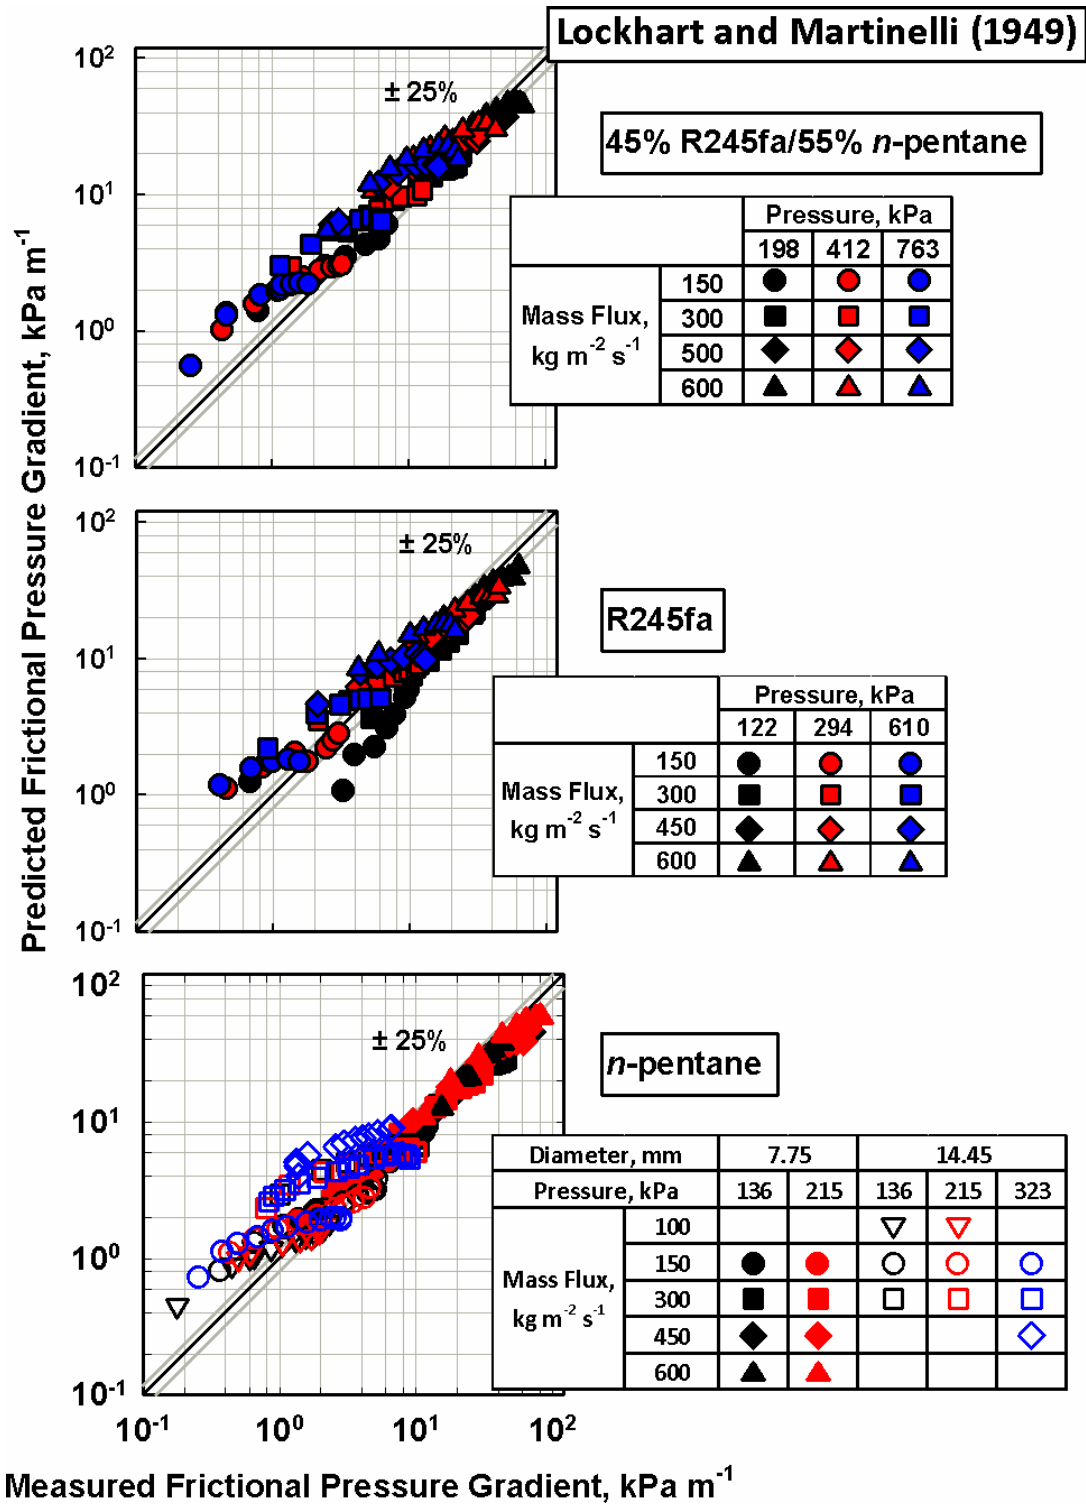 Lockhart and Martinelli (1949)
Predicted Frictional Pressure Gradient, kPa m⁻¹
10²
10¹
10⁰
10⁻¹
± 25%
45% R245fa/55% n-pentane
Pressure, kPa
198 412 763
Mass Flux, kg m⁻² s⁻¹
150
300
500
600
10²
10¹
10⁰
10⁻¹
± 25%
R245fa
Pressure, kPa
122 294 610
Mass Flux, kg m⁻² s⁻¹
150
300
450
600
10²
10¹
10⁰
10⁻¹
± 25%
n-pentane
Diameter, mm 7.75 14.45
Pressure, kPa 136 215 136 215 323
Mass Flux, kg m⁻² s⁻¹
100
150
300
450
600
10⁻¹ 10⁰ 10¹ 10²
Measured Frictional Pressure Gradient, kPa m⁻¹